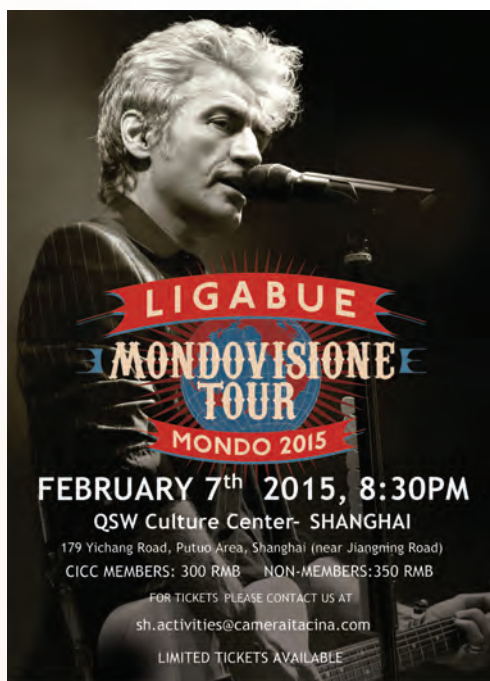 LIGABUE
MONDOVISIONE
TOUR
MONDO 2015
FEBRUARY 7th 2015, 8:30PM
QSW Culture Center- SHANGHAI
179 Yichang Road, Putuo Area, Shanghai (near Jiangning Road)
CICC MEMBERS: 300 RMB NON-MEMBERS:350 RMB
FOR TICKETS PLEASE CONTACT US AT
sh.activities@cameraitacina.com
LIMITED TICKETS AVAILABLE